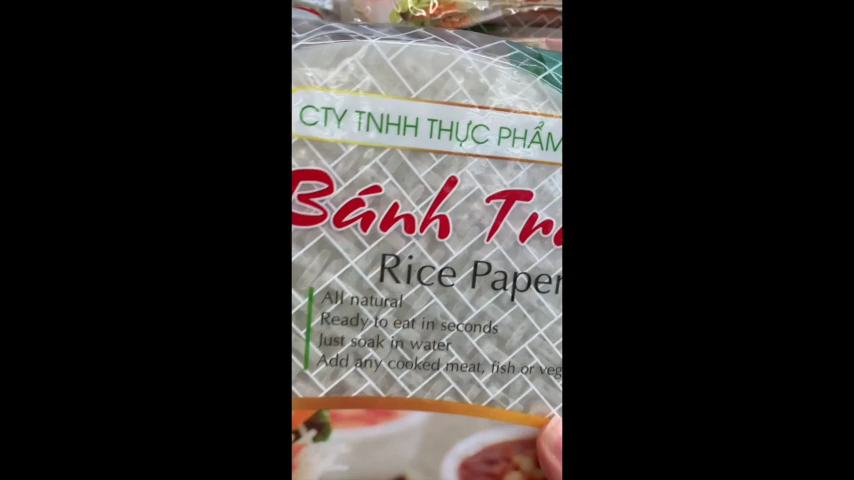 CTY TNHH THỰC PHẨM
Bánh Tr
Rice Paper
All natural
Ready to eat in seconds
Just soak in water
Add any cooked meat, fish or veg